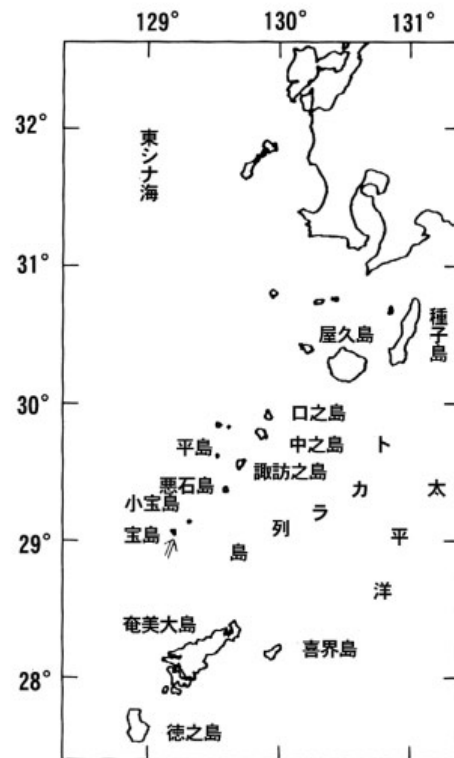 129° 130° 131°
32°
東シナ海
31°
種子島
屋久島
30°
口之島
平島
中之島
諏訪之島
悪石島
小宝島
宝島
29°
トカラ列島
太平洋
奄美大島
喜界島
28°
徳之島